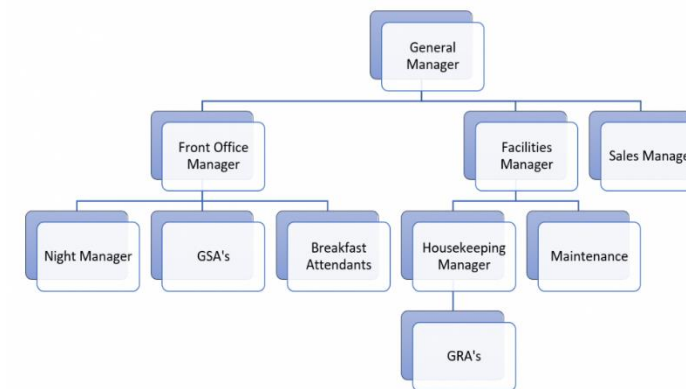 General
Manager
Front Office
Manager
Facilities
Manager
Sales Manage
Night Manager
GSA's
Breakfast
Attendants
Housekeeping
Manager
Maintenance
GRA's